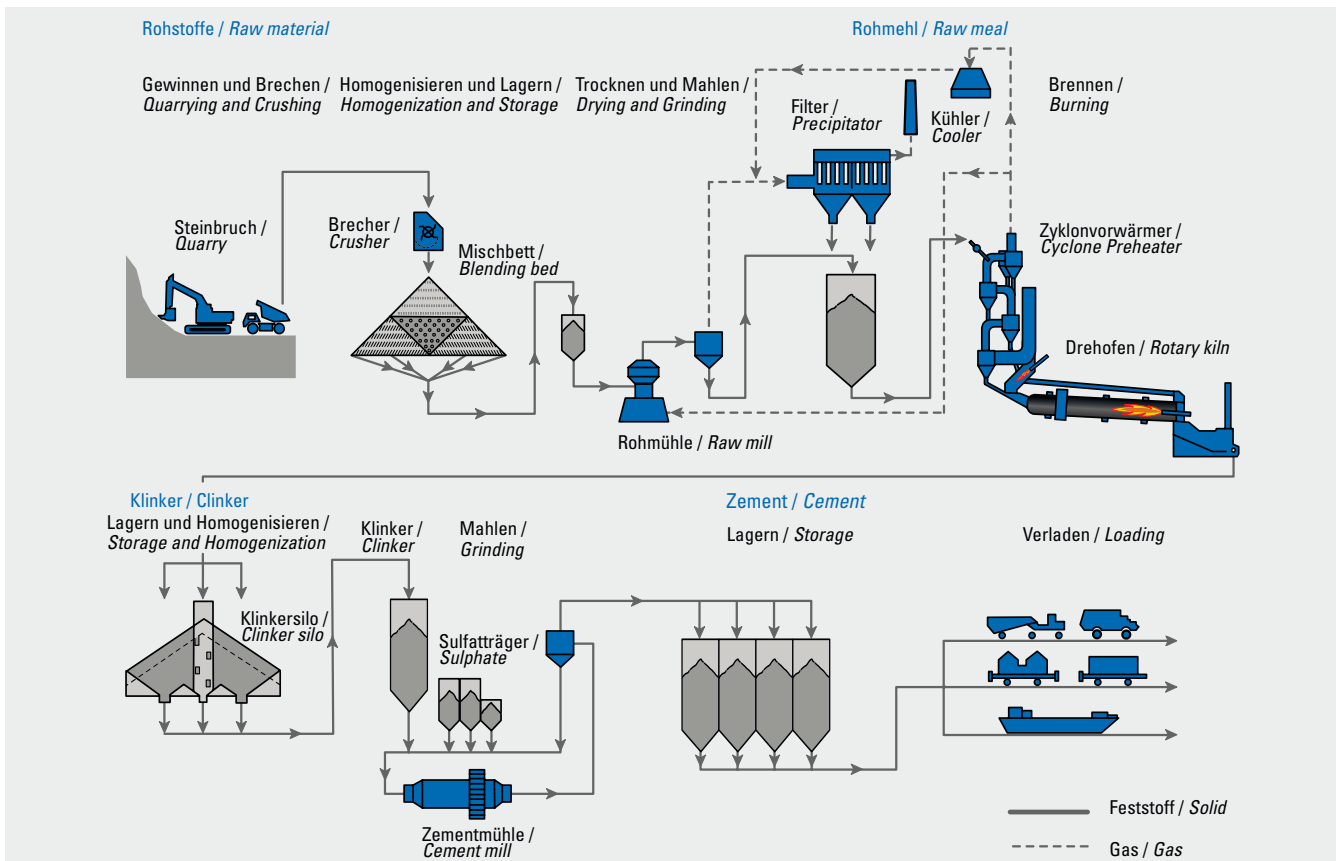 Rohstoffe / Raw material
Rohmehl / Raw meal
Gewinnen und Brechen /
Quarrying and Crushing
Homogenisieren und Lagern /
Homogenization and Storage
Trocknen und Mahlen /
Drying and Grinding
Filter /
Precipitator
Kühler /
Cooler
Brennen /
Burning
Steinbruch /
Quarry
Brecher /
Crusher
Mischbett /
Blending bed
Zyklonvorwärmer /
Cyclone Preheater
Drehofen / Rotary kiln
Rohmühle / Raw mill
Klinker / Clinker
Lagern und Homogenisieren /
Storage and Homogenization
Klinker /
Clinker
Mahlen /
Grinding
Zement / Cement
Lagern / Storage
Verladen / Loading
Klinkersilo /
Clinker silo
Sulfatträger /
Sulphate
Zementmühle /
Cement mill
Feststoff / Solid
Gas / Gas